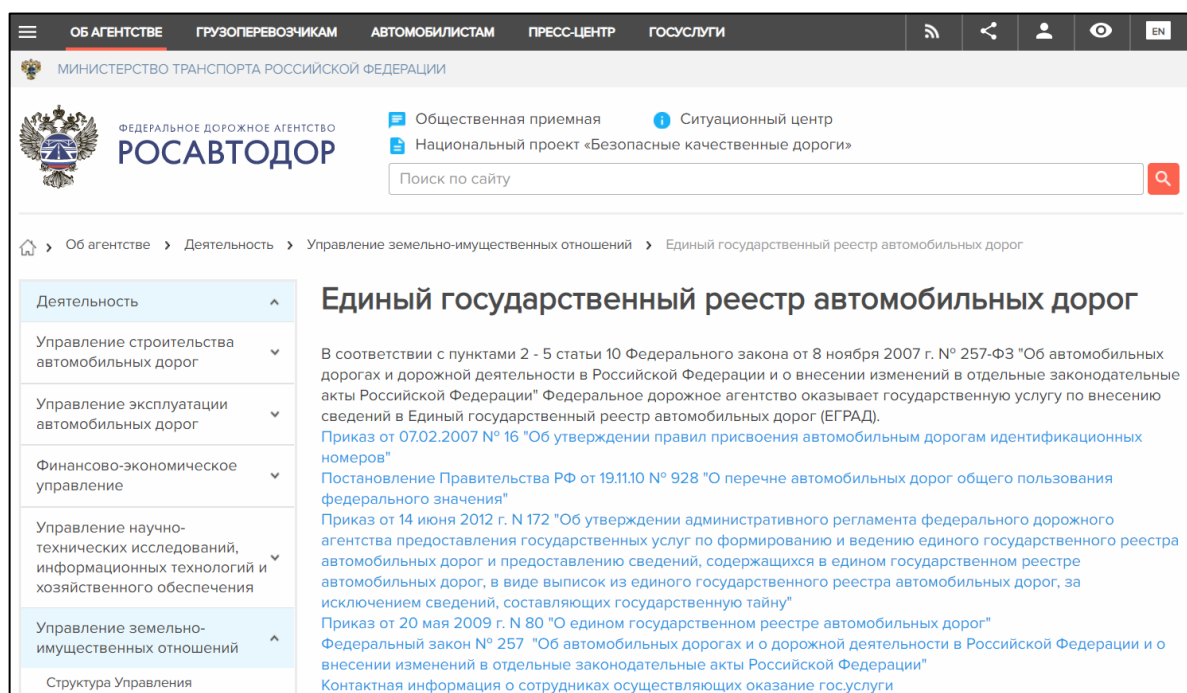 ОБ АГЕНТСТВЕ ГРУЗОПЕРЕВОЗЧИКАМ АВТОМОБИЛИСТАМ ПРЕСС-ЦЕНТР ГОСУСЛУГИ EN
МИНИСТЕРСТВО ТРАНСПОРТА РОССИЙСКОЙ ФЕДЕРАЦИИ
ФЕДЕРАЛЬНОЕ ДОРОЖНОЕ АГЕНТСТВО
РОСАВТОДОР
Общественная приемная Ситуационный центр
Национальный проект «Безопасные качественные дороги»
Поиск по сайту
Об агентстве Деятельность Управление земельно-имущественных отношений Единый государственный реестр автомобильных дорог
Деятельность
Управление строительства
автомобильных дорог
Управление эксплуатации
автомобильных дорог
Финансово-экономическое
управление
Управление научно-
технических исследований,
информационных технологий и
хозяйственного обеспечения
Управление земельно-
имущественных отношений
Структура Управления
Единый государственный реестр автомобильных дорог
В соответствии с пунктами 2 - 5 статьи 10 Федерального закона от 8 ноября 2007 г. № 257-ФЗ "Об автомобильных
дорогах и дорожной деятельности в Российской Федерации и о внесении изменений в отдельные законодательные
акты Российской Федерации" Федеральное дорожное агентство оказывает государственную услугу по внесению
сведений в Единый государственный реестр автомобильных дорог (ЕГРАД).
Приказ от 07.02.2007 № 16 "Об утверждении правил присвоения автомобильным дорогам идентификационных
номеров"
Постановление Правительства РФ от 19.11.10 № 928 "О перечне автомобильных дорог общего пользования
федерального значения"
Приказ от 14 июня 2012 г. N 172 "Об утверждении административного регламента федерального дорожного
агентства предоставления государственных услуг по формированию и ведению единого государственного реестра
автомобильных дорог и предоставлению сведений, содержащихся в едином государственном реестре
автомобильных дорог, в виде выписок из единого государственного реестра автомобильных дорог, за
исключением сведений, составляющих государственную тайну"
Приказ от 20 мая 2009 г. N 80 "О едином государственном реестре автомобильных дорог"
Федеральный закон № 257 "Об автомобильных дорогах и о дорожной деятельности в Российской Федерации и о
внесении изменений в отдельные законодательные акты Российской Федерации"
Контактная информация о сотрудниках осуществляющих оказание гос.услуги